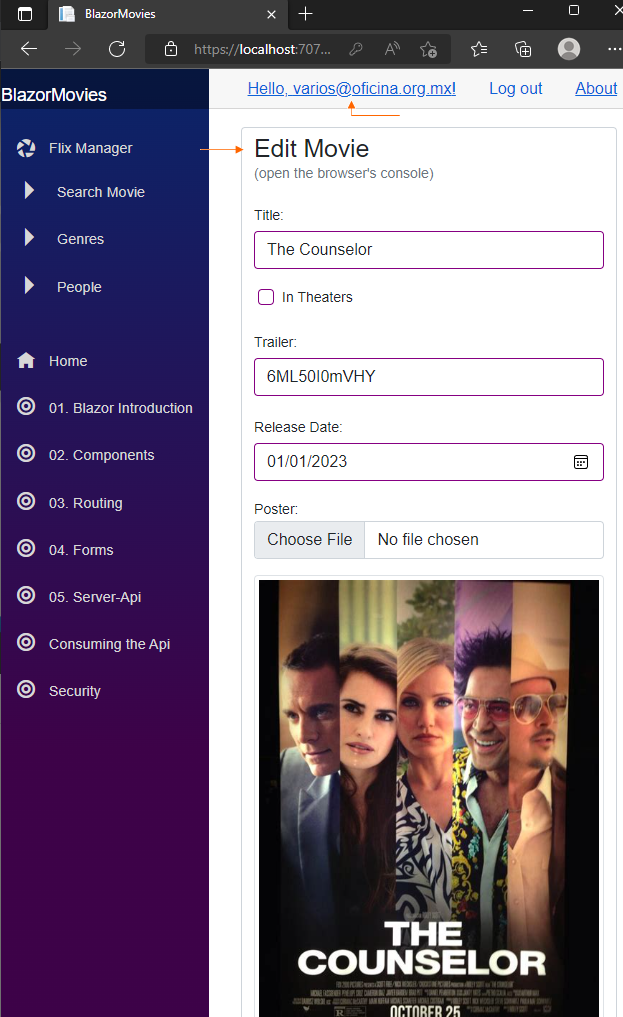 BlazorMovies
https://localhost:707...
BlazorMovies
Hello, varios@oficina.org.mx!
Log out
About
Flix Manager
Search Movie
Genres
People
Home
01. Blazor Introduction
02. Components
03. Routing
04. Forms
05. Server-Api
Consuming the Api
Security
Edit Movie
(open the browser's console)
Title:
The Counselor
In Theaters
Trailer:
6ML50I0mVHY
Release Date:
01/01/2023
Poster:
Choose File
No file chosen
THE
COUNSELOR
OCTOBER 25